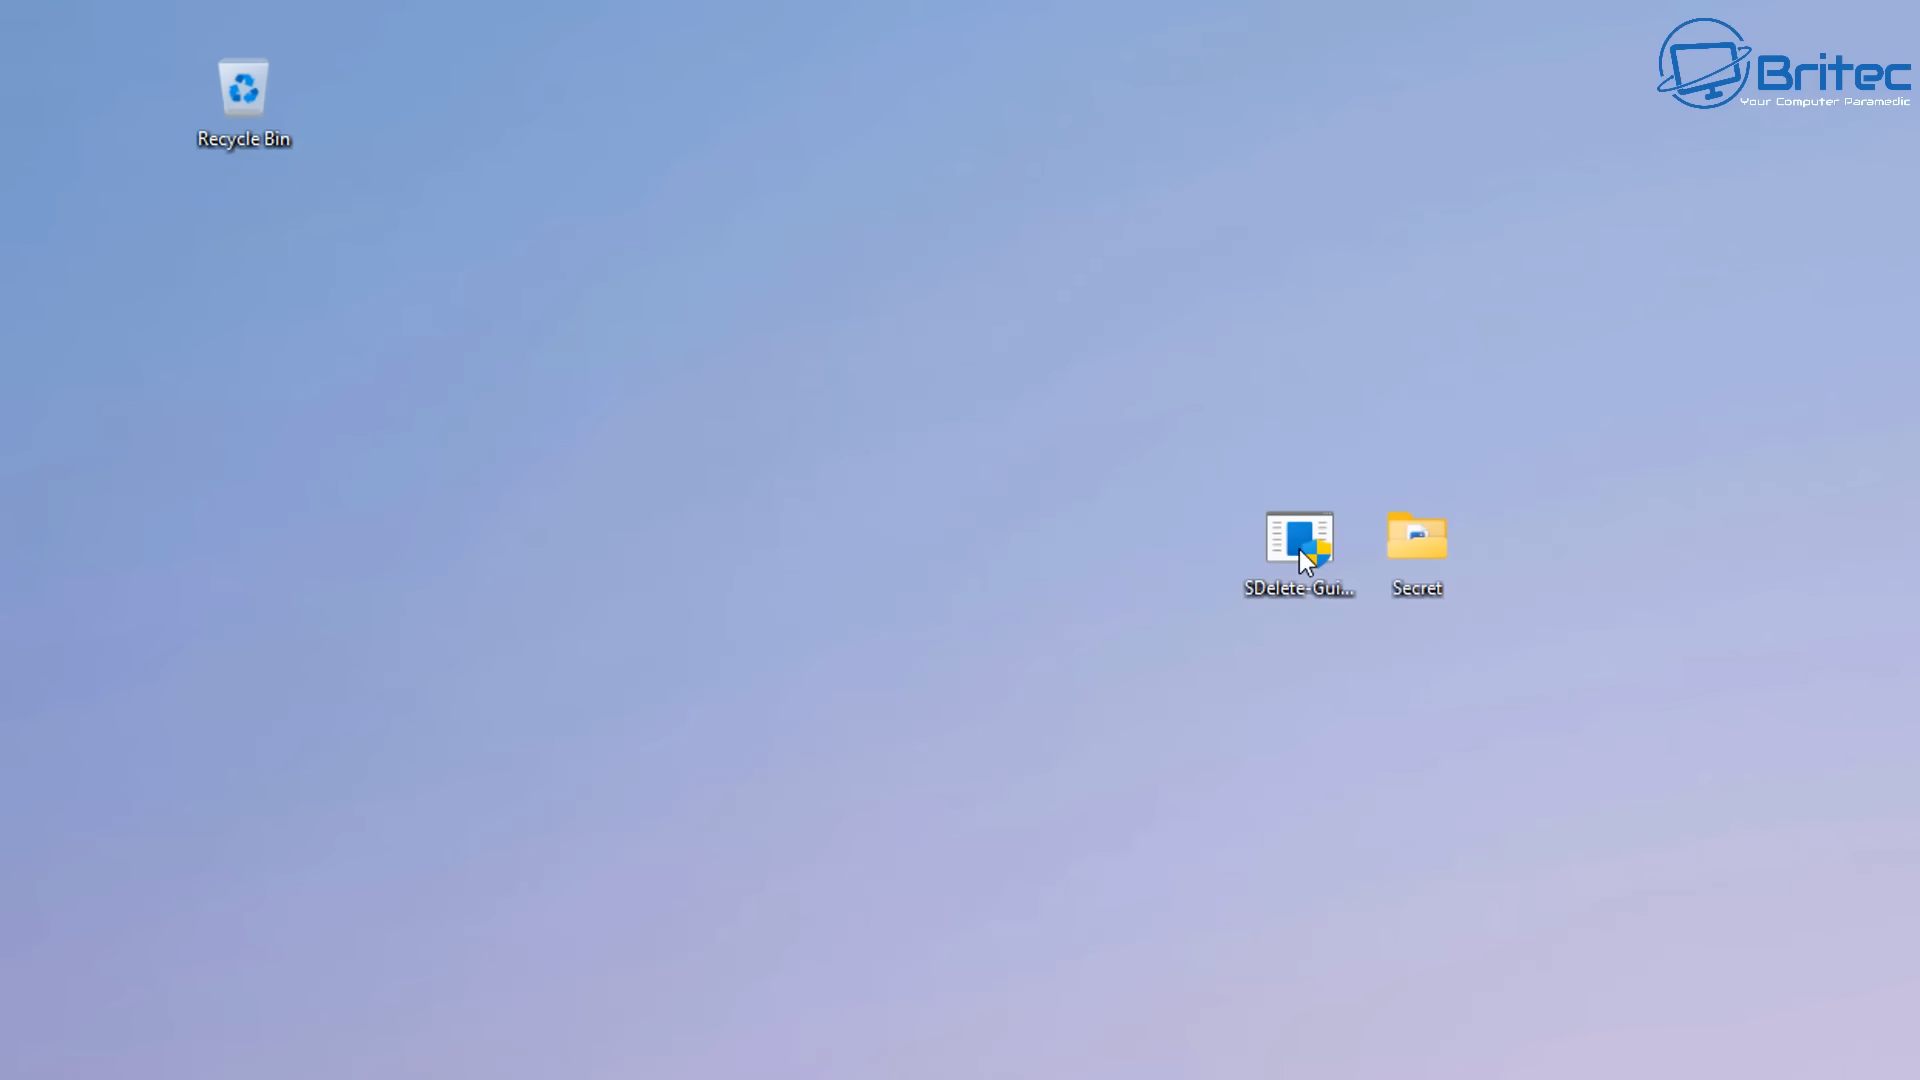 Britec
Your Computer Paramedic
Recycle Bin
SDelete-Gui...
Secret